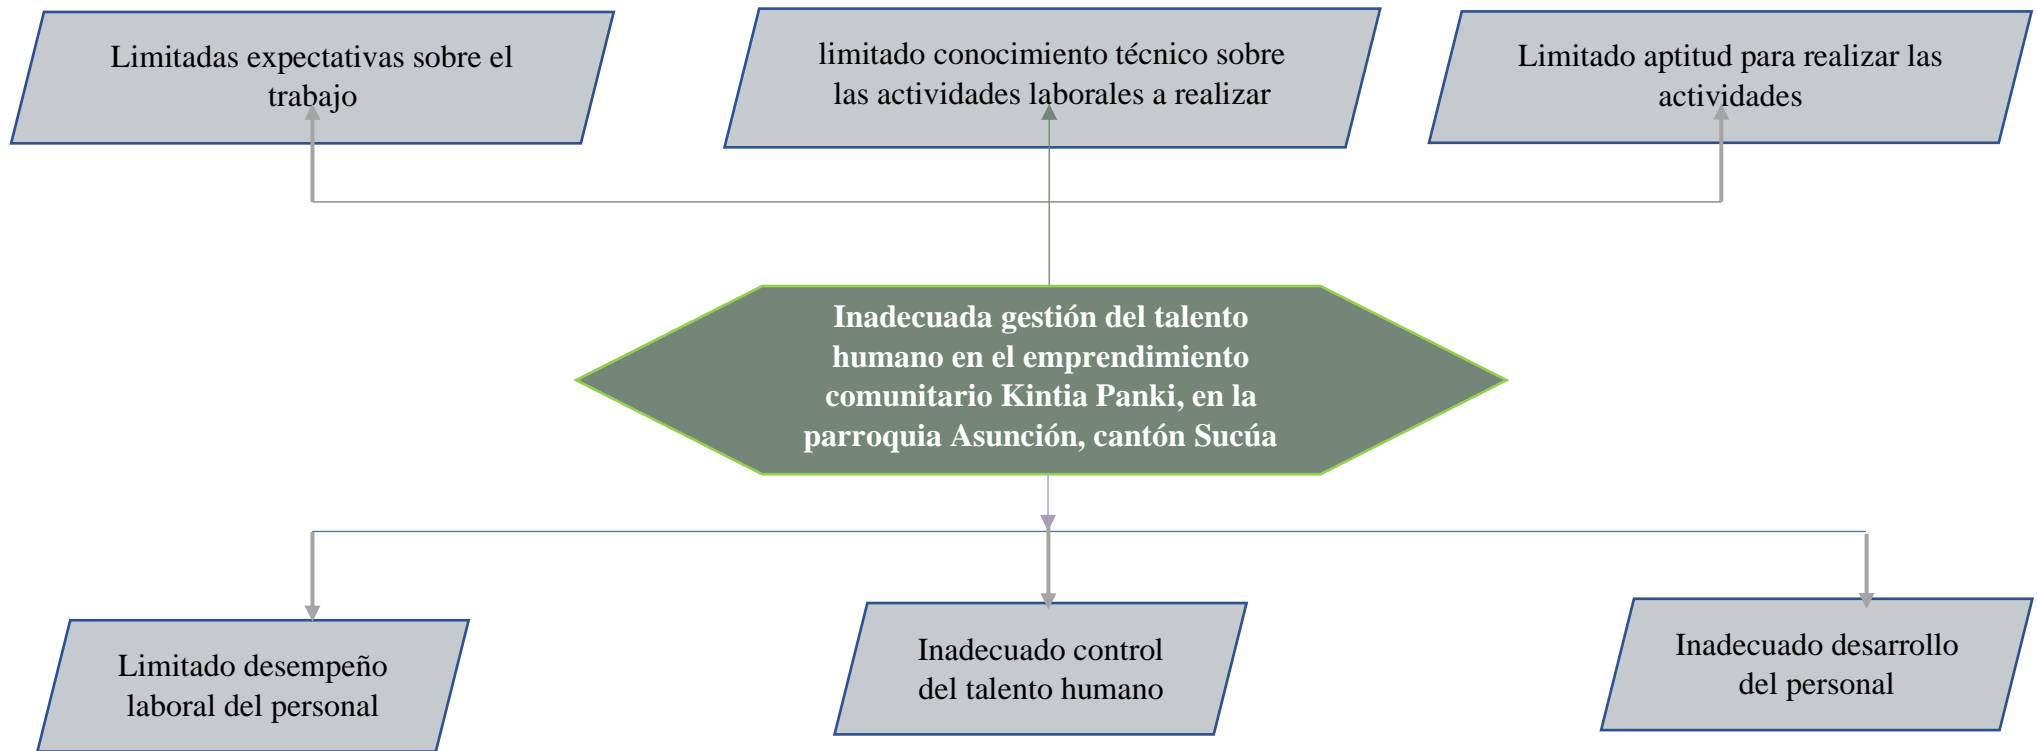 Limitadas expectativas sobre el
trabajo
limitado conocimiento técnico sobre
las actividades laborales a realizar
Limitado aptitud para realizar las
actividades
Inadecuada gestión del talento
humano en el emprendimiento
comunitario Kintia Panki, en la
parroquia Asunción, cantón Sucúa
Limitado desempeño
laboral del personal
Inadecuado control
del talento humano
Inadecuado desarrollo
del personal